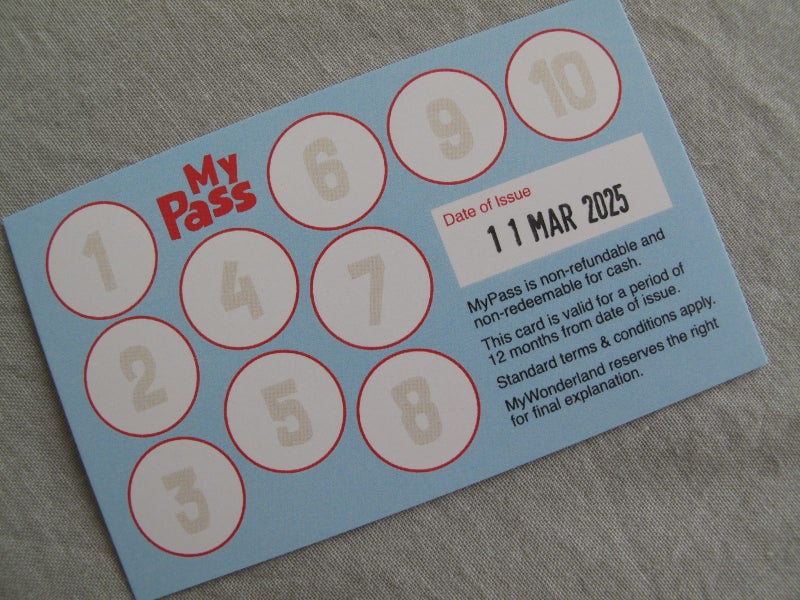 My
Pass
1
2
3
4
5
6
7
8
9
10
Date of Issue
11 MAR 2025
MyPass is non-refundable and
non-redeemable for cash.
This card is valid for a period of
12 months from date of issue.
Standard terms & conditions apply.
MyWonderland reserves the right
for final explanation.